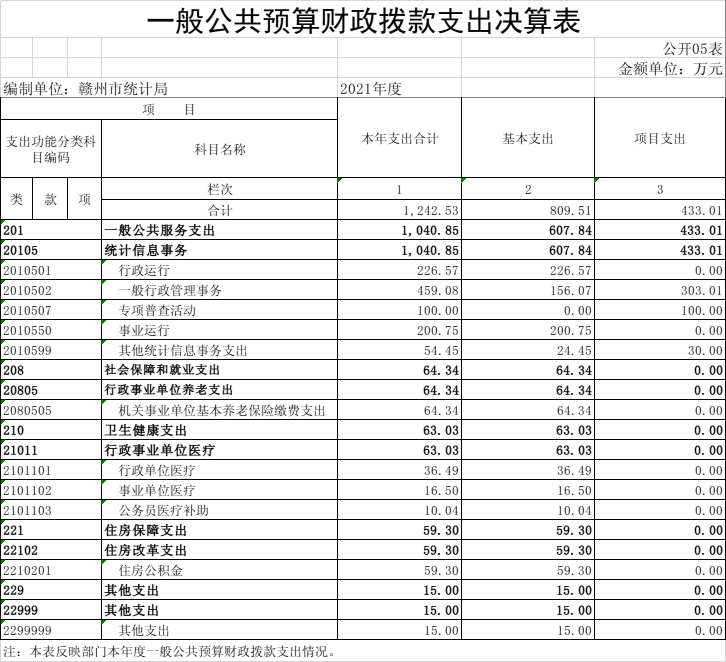 一般公共预算财政拨款支出决算表
公开05表
金额单位：万元
编制单位：赣州市统计局 2021年度
项 目 本年支出合计 基本支出 项目支出
支出功能分类科目编码 科目名称
类 款 项 栏次 1 2 3
合计 1,242.53 809.51 433.01
201 一般公共服务支出 1,040.85 607.84 433.01
20105 统计信息事务 1,040.85 607.84 433.01
2010501 行政运行 226.57 226.57 0.00
2010502 一般行政管理事务 459.08 156.07 303.01
2010507 专项普查活动 100.00 0.00 100.00
2010550 事业运行 200.75 200.75 0.00
2010599 其他统计信息事务支出 54.45 24.45 30.00
208 社会保障和就业支出 64.34 64.34 0.00
20805 行政事业单位养老支出 64.34 64.34 0.00
2080505 机关事业单位基本养老保险缴费支出 64.34 64.34 0.00
210 卫生健康支出 63.03 63.03 0.00
21011 行政事业单位医疗 63.03 63.03 0.00
2101101 行政单位医疗 36.49 36.49 0.00
2101102 事业单位医疗 16.50 16.50 0.00
2101103 公务员医疗补助 10.04 10.04 0.00
221 住房保障支出 59.30 59.30 0.00
22102 住房改革支出 59.30 59.30 0.00
2210201 住房公积金 59.30 59.30 0.00
229 其他支出 15.00 15.00 0.00
22999 其他支出 15.00 15.00 0.00
2299999 其他支出 15.00 15.00 0.00
注：本表反映部门本年度一般公共预算财政拨款支出情况。